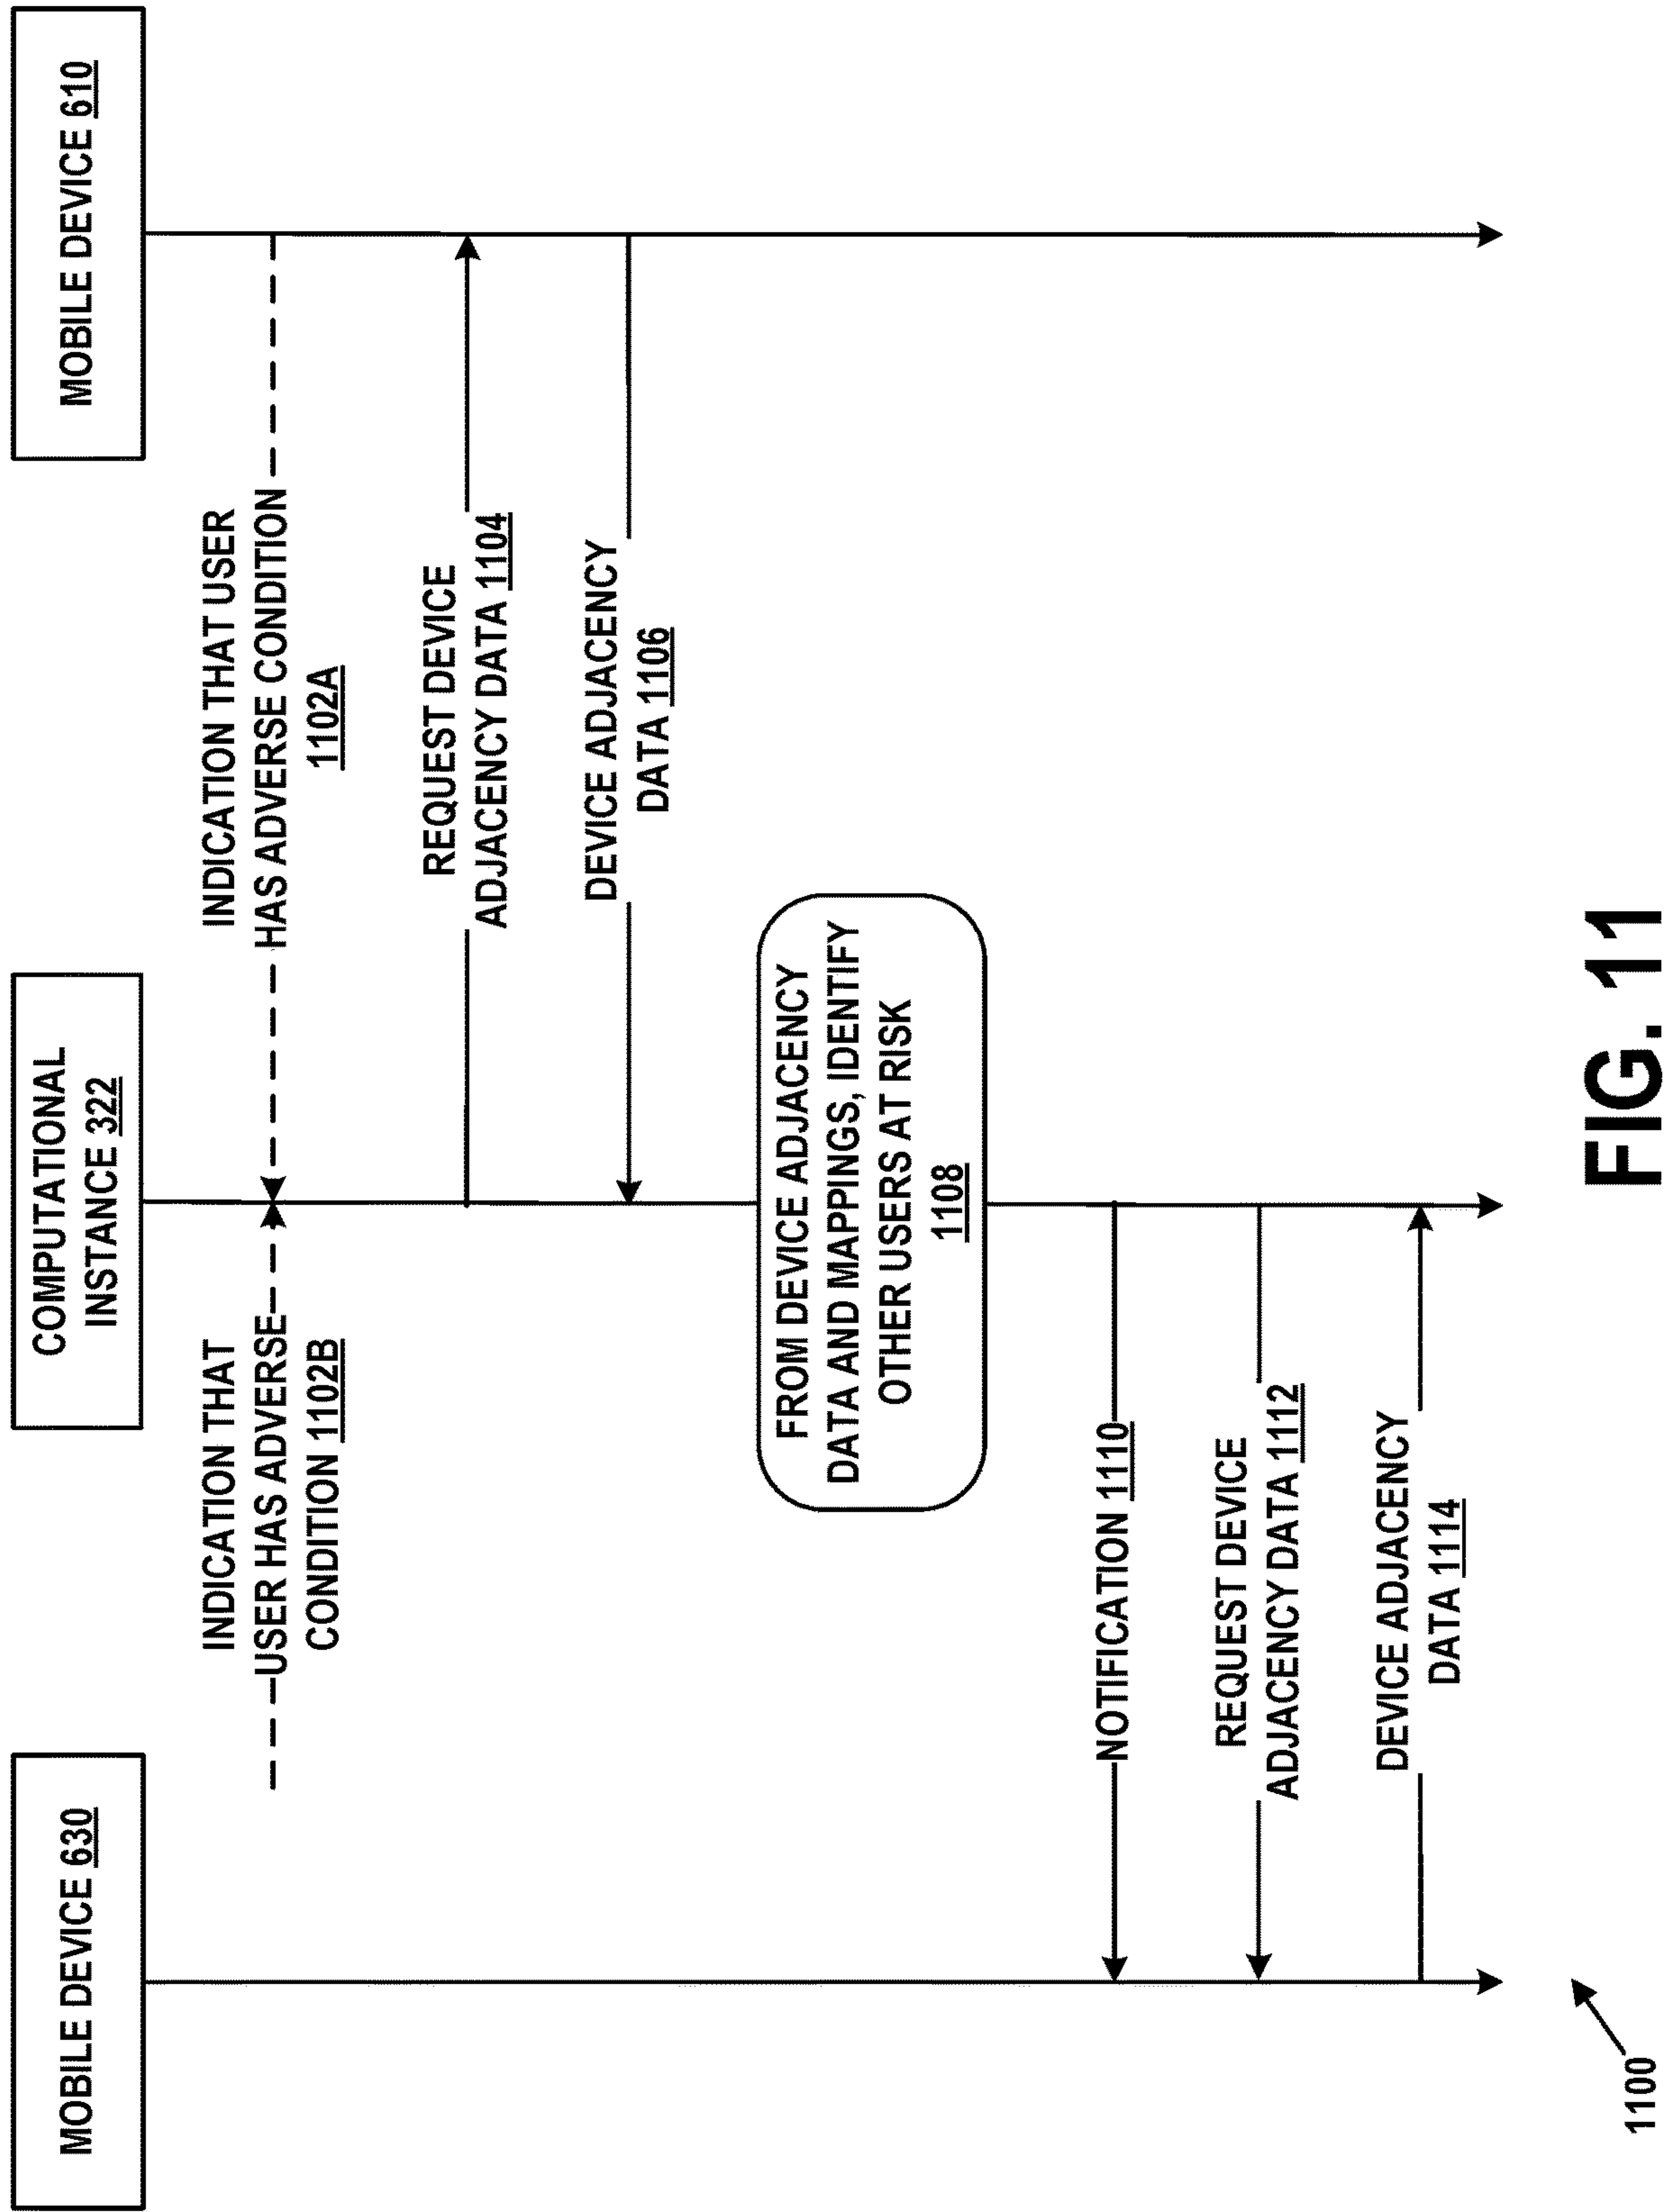 MOBILE DEVICE 630
COMPUTATIONAL
INSTANCE 322
MOBILE DEVICE 610
INDICATION THAT
USER HAS ADVERSE
CONDITION 1102B
INDICATION THAT USER
HAS ADVERSE CONDITION
1102A
REQUEST DEVICE
ADJACENCY DATA 1104
DEVICE ADJACENCY
DATA 1106
FROM DEVICE ADJACENCY
DATA AND MAPPINGS, IDENTIFY
OTHER USERS AT RISK
1108
NOTIFICATION 1110
REQUEST DEVICE
ADJACENCY DATA 1112
DEVICE ADJACENCY
DATA 1114
1100
FIG. 11